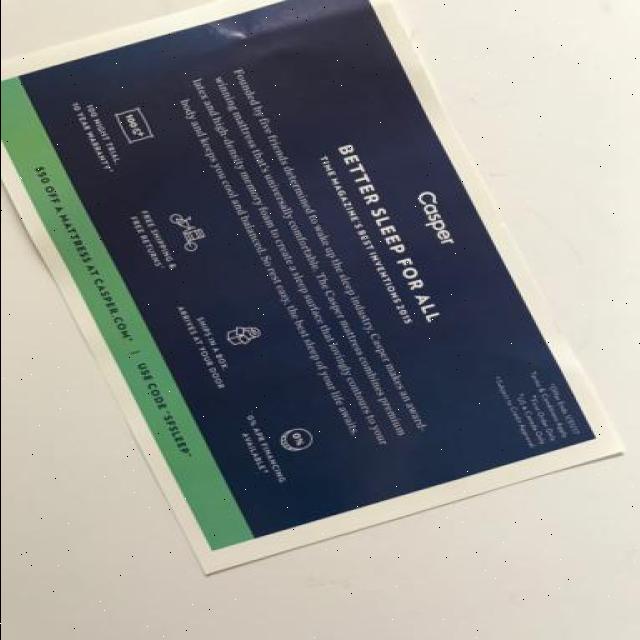 Casper
BETTER SLEEP FOR ALL
TIME MAGAZINE'S BEST INVENTIONS 2015
Founded by five friends determined to wake up the sleep industry, Casper makes an award-
winning mattress that's universally comfortable. The Casper mattress combines premium
latex and high-density memory foam to create a sleep surface that carefully contours to your
body and keeps you cool and balanced. So rest easy, the best sleep of your life awaits.
100 NIGHT TRIAL,
10 YEAR WARRANTY*
FREE SHIPPING &
FREE RETURNS*
SHIPS IN A BOX,
ARRIVES AT YOUR DOOR
0%
0% APR FINANCING
AVAILABLE*
$50 OFF A MATTRESS AT CASPER.COM* | USE CODE "SFSLEEP"